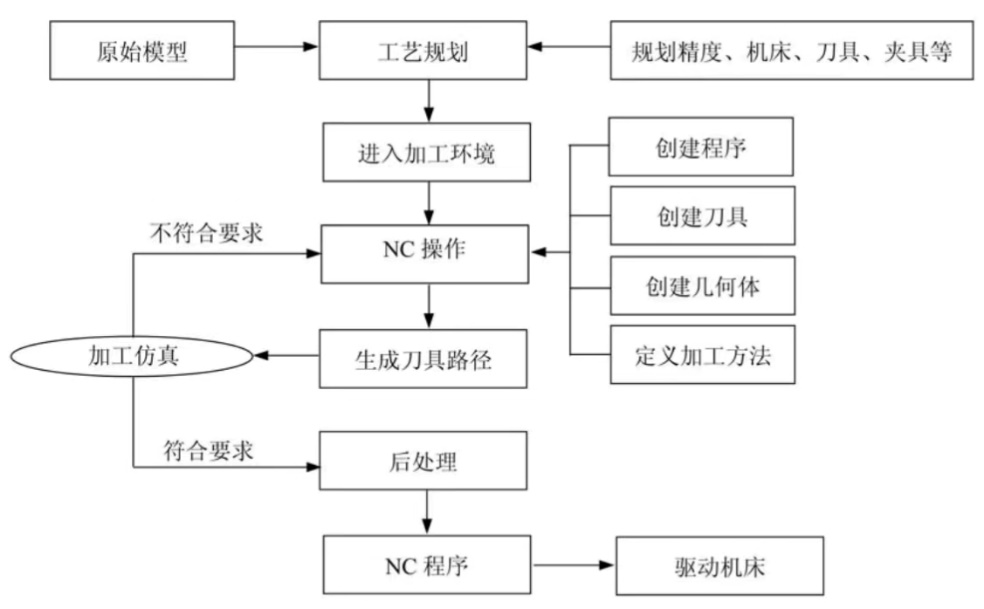 原始模型
工艺规划
规划精度、机床、刀具、夹具等
进入加工环境
创建程序
创建刀具
不符合要求
NC 操作
创建几何体
加工仿真
生成刀具路径
定义加工方法
符合要求
后处理
NC 程序
驱动机床